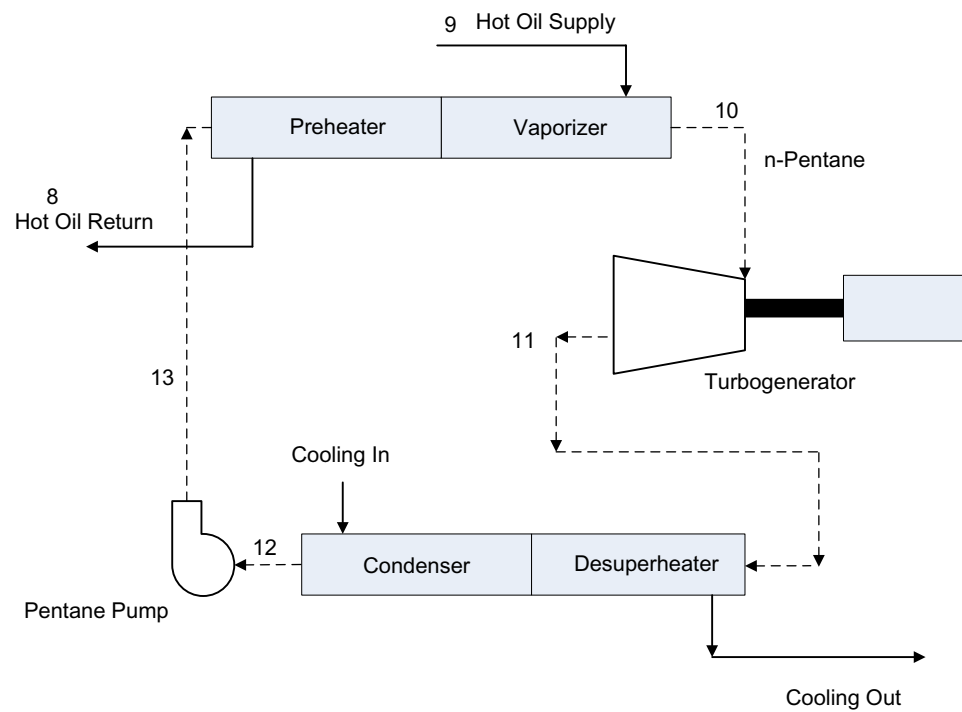 9 Hot Oil Supply
Preheater
Vaporizer
10
n-Pentane
8
Hot Oil Return
11
Turbogenerator
13
Cooling In
12
Condenser
Desuperheater
Pentane Pump
Cooling Out